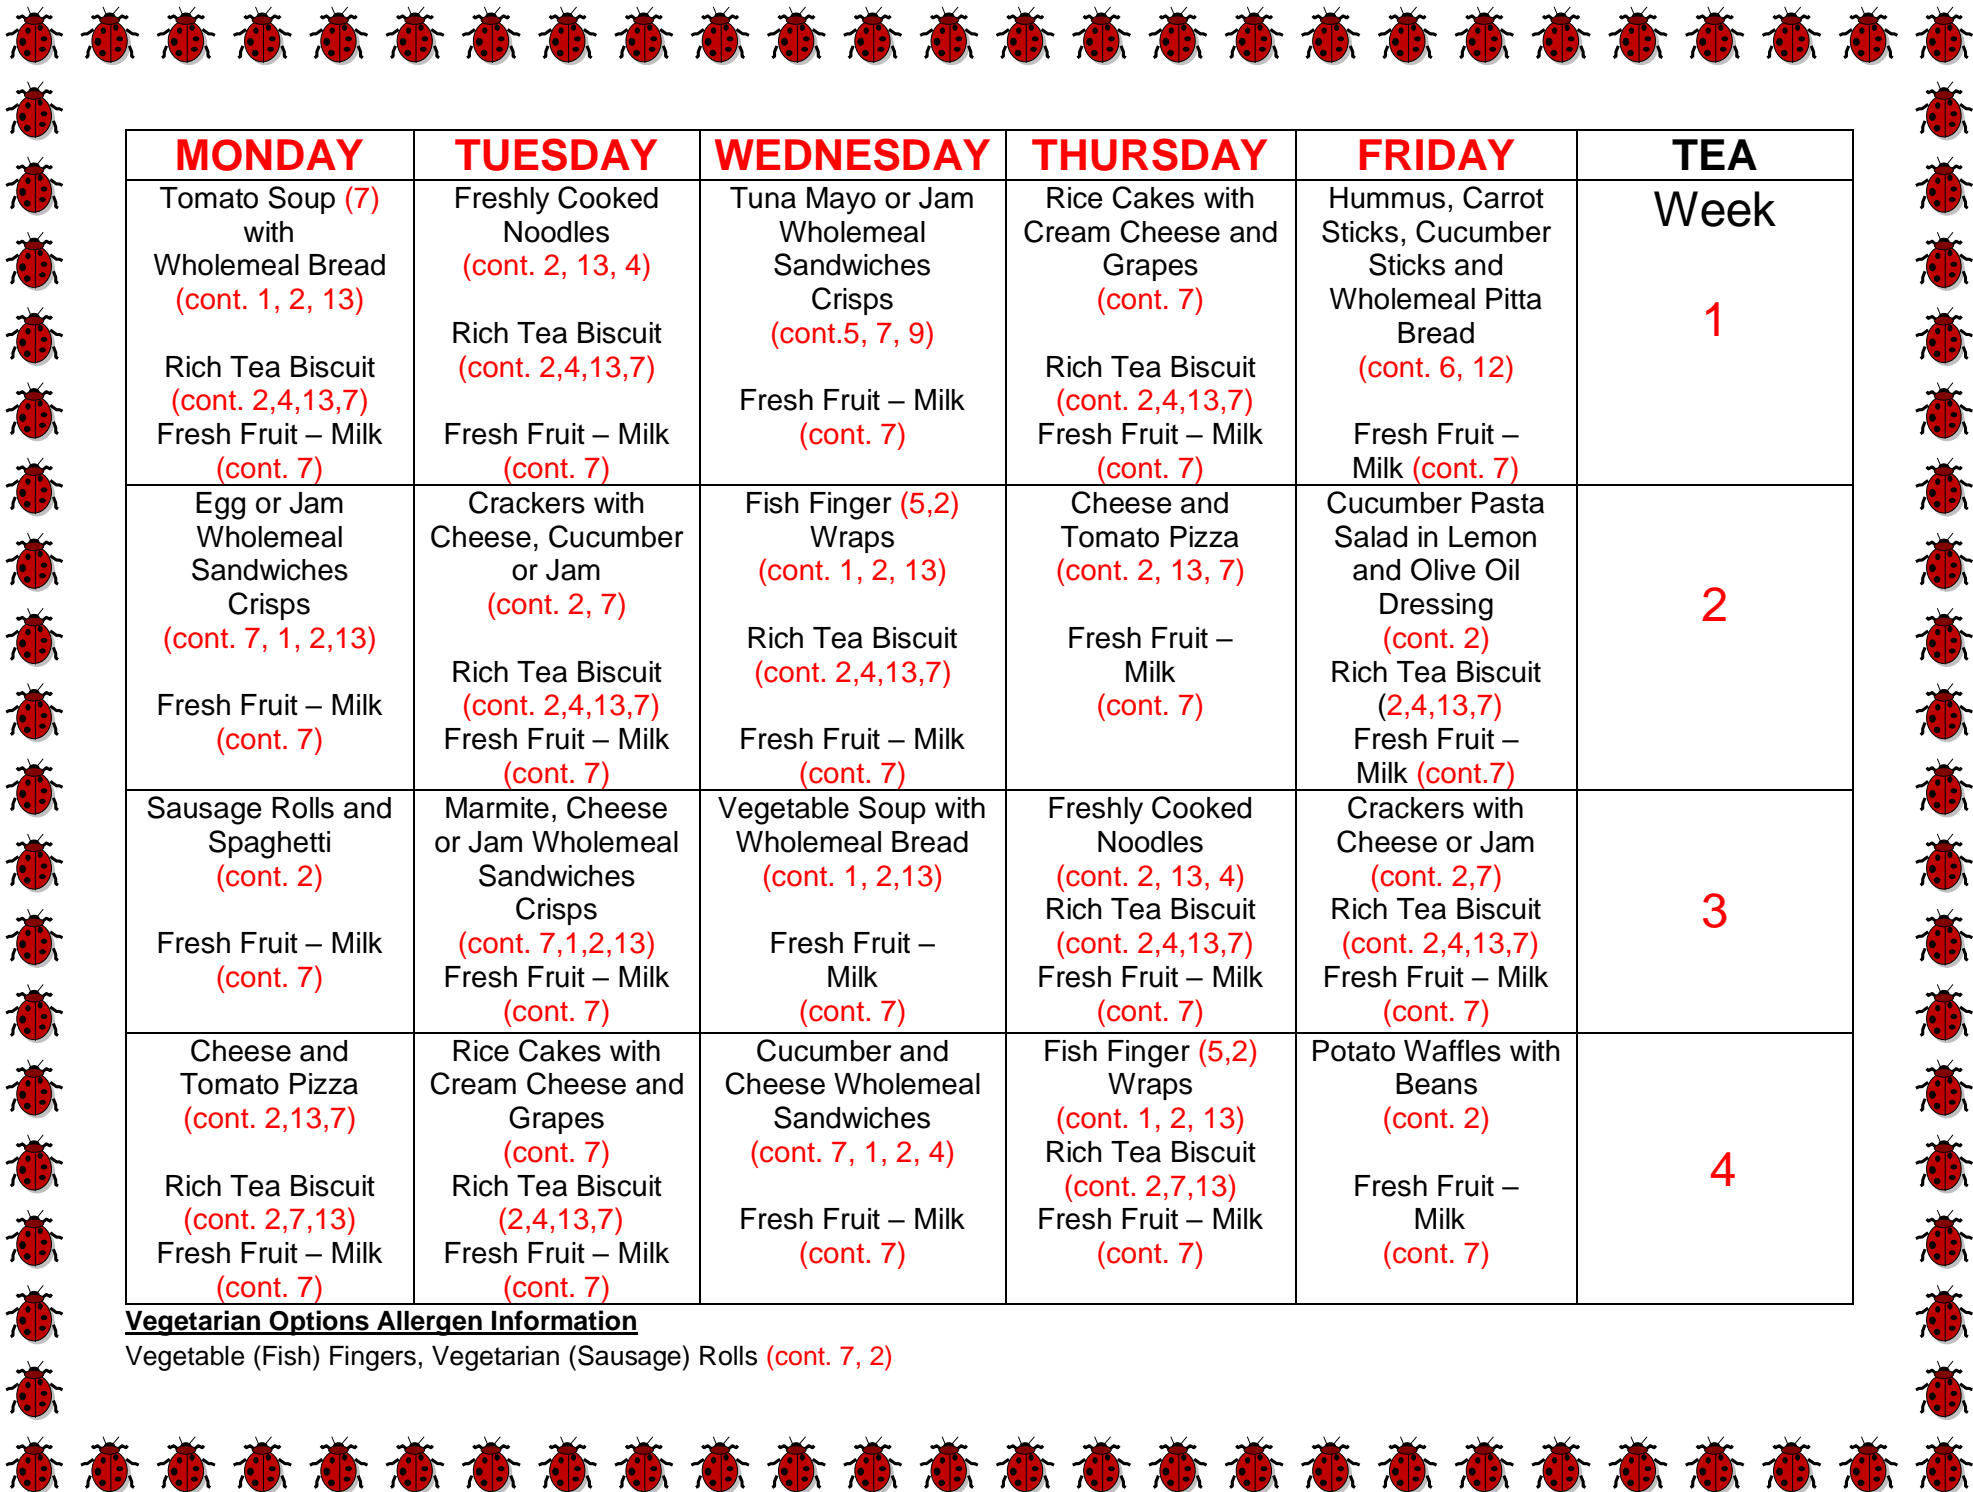 MONDAY TUESDAY WEDNESDAY THURSDAY FRIDAY TEA
Tomato Soup (7)
with
Wholemeal Bread
(cont. 1, 2, 13)
Rich Tea Biscuit
(cont. 2,4,13,7)
Fresh Fruit – Milk
(cont. 7)
Freshly Cooked
Noodles
(cont. 2, 13, 4)
Rich Tea Biscuit
(cont. 2,4,13,7)
Fresh Fruit – Milk
(cont. 7)
Tuna Mayo or Jam
Wholemeal
Sandwiches
Crisps
(cont.5, 7, 9)
Fresh Fruit – Milk
(cont. 7)
Rice Cakes with
Cream Cheese and
Grapes
(cont. 7)
Rich Tea Biscuit
(cont. 2,4,13,7)
Fresh Fruit – Milk
(cont. 7)
Hummus, Carrot
Sticks, Cucumber
Sticks and
Wholemeal Pitta
Bread
(cont. 6, 12)
Fresh Fruit –
Milk (cont. 7)
Week
1
Egg or Jam
Wholemeal
Sandwiches
Crisps
(cont. 7, 1, 2,13)
Fresh Fruit – Milk
(cont. 7)
Crackers with
Cheese, Cucumber
or Jam
(cont. 2, 7)
Rich Tea Biscuit
(cont. 2,4,13,7)
Fresh Fruit – Milk
(cont. 7)
Fish Finger (5,2)
Wraps
(cont. 1, 2, 13)
Rich Tea Biscuit
(cont. 2,4,13,7)
Fresh Fruit – Milk
(cont. 7)
Cheese and
Tomato Pizza
(cont. 2, 13, 7)
Fresh Fruit –
Milk
(cont. 7)
Cucumber Pasta
Salad in Lemon
and Olive Oil
Dressing
(cont. 2)
Rich Tea Biscuit
(2,4,13,7)
Fresh Fruit –
Milk (cont.7)
2
Sausage Rolls and
Spaghetti
(cont. 2)
Fresh Fruit – Milk
(cont. 7)
Marmite, Cheese
or Jam Wholemeal
Sandwiches
Crisps
(cont. 7,1,2,13)
Fresh Fruit – Milk
(cont. 7)
Vegetable Soup with
Wholemeal Bread
(cont. 1, 2,13)
Fresh Fruit –
Milk
(cont. 7)
Freshly Cooked
Noodles
(cont. 2, 13, 4)
Rich Tea Biscuit
(cont. 2,4,13,7)
Fresh Fruit – Milk
(cont. 7)
Crackers with
Cheese or Jam
(cont. 2,7)
Rich Tea Biscuit
(cont. 2,4,13,7)
Fresh Fruit – Milk
(cont. 7)
3
Cheese and
Tomato Pizza
(cont. 2,13,7)
Rich Tea Biscuit
(cont. 2,7,13)
Fresh Fruit – Milk
(cont. 7)
Rice Cakes with
Cream Cheese and
Grapes
(cont. 7)
Rich Tea Biscuit
(2,4,13,7)
Fresh Fruit – Milk
(cont. 7)
Cucumber and
Cheese Wholemeal
Sandwiches
(cont. 7, 1, 2, 4)
Fresh Fruit – Milk
(cont. 7)
Fish Finger (5,2)
Wraps
(cont. 1, 2, 13)
Rich Tea Biscuit
(cont. 2,7,13)
Fresh Fruit – Milk
(cont. 7)
Potato Waffles with
Beans
(cont. 2)
Fresh Fruit –
Milk
(cont. 7)
4
Vegetarian Options Allergen Information
Vegetable (Fish) Fingers, Vegetarian (Sausage) Rolls (cont. 7, 2)